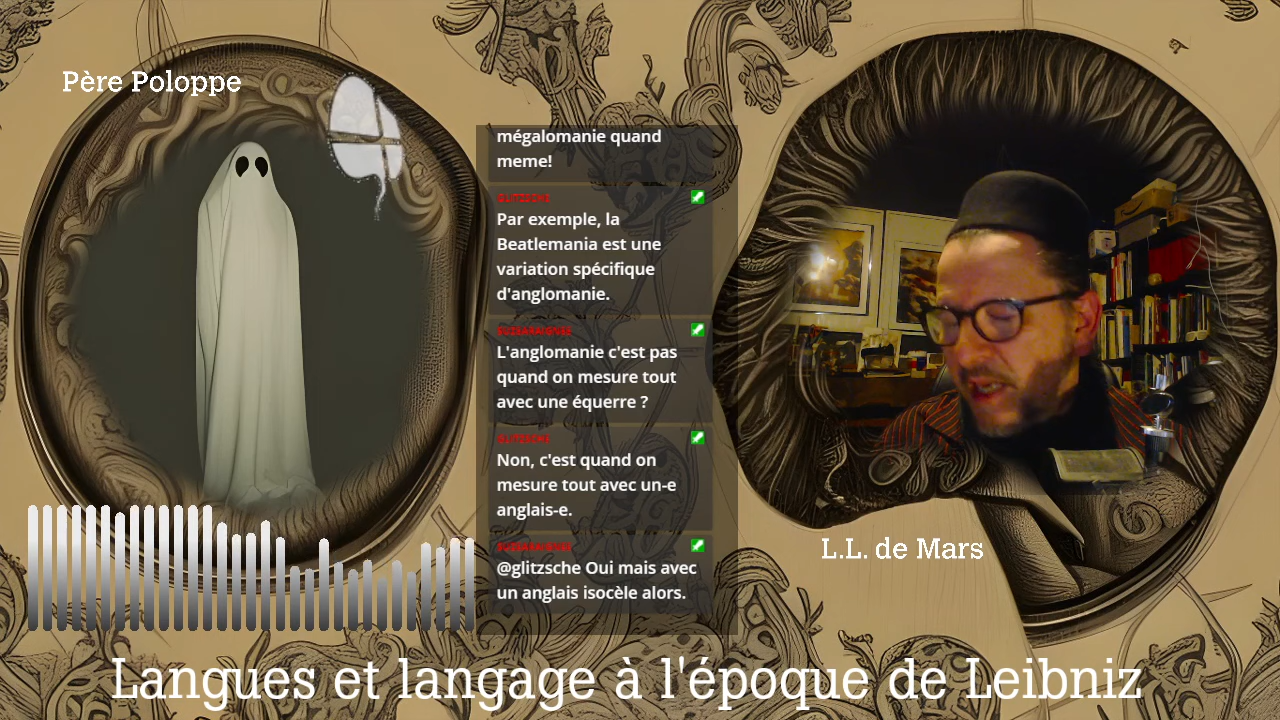 Père Poloppe
mégalomanie quand
meme!
GLITZSCHE
Par exemple, la
Beatlemania est une
variation spécifique
d'anglomanie.
L'anglomanie c'est pas
quand on mesure tout
avec une équerre ?
GLITZSCHE
Non, c'est quand on
mesure tout avec un-e
anglais-e.
@glitzsche Oui mais avec
un anglais isocèle alors.
L.L. de Mars
Langues et langage à l'époque de Leibniz